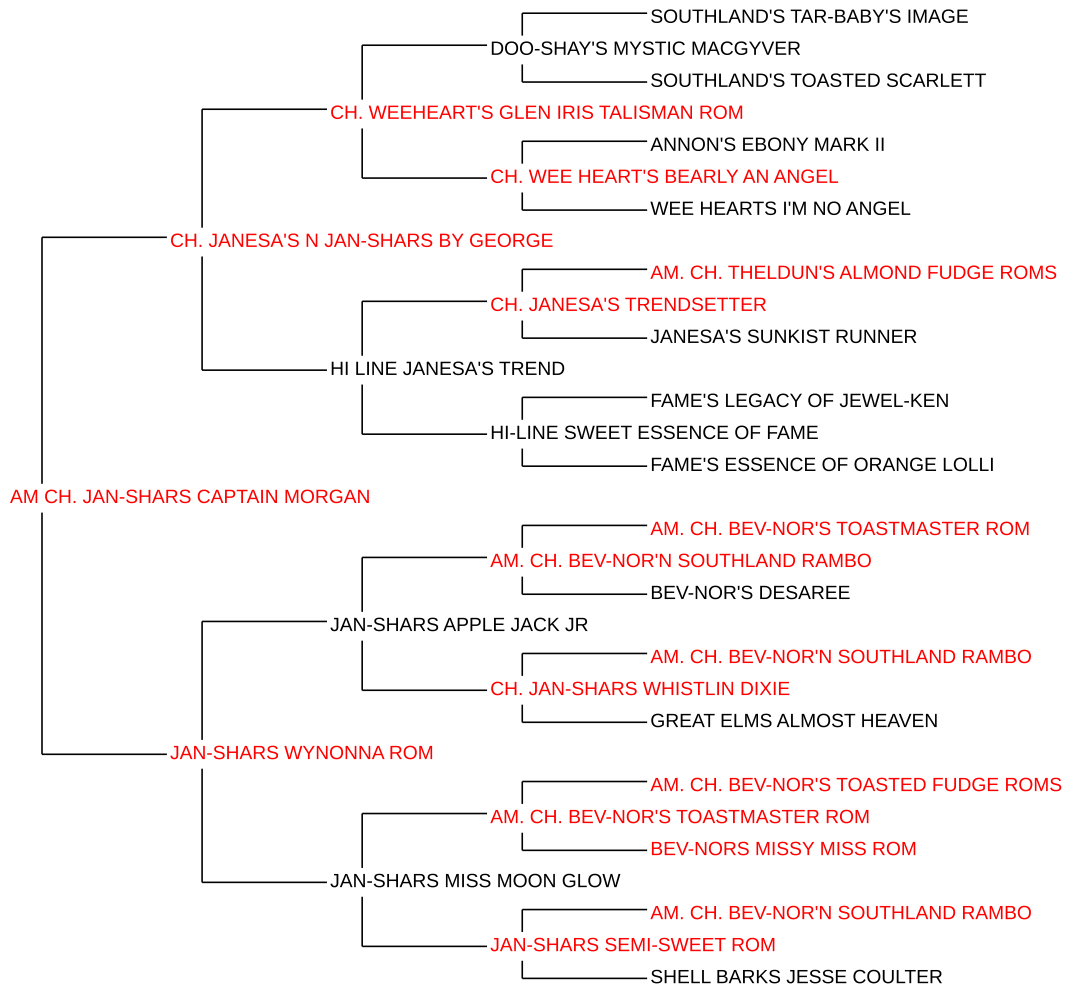 SOUTHLAND'S TAR-BABY'S IMAGE
DOO-SHAY'S MYSTIC MACGYVER
SOUTHLAND'S TOASTED SCARLETT
CH. WEEHEART'S GLEN IRIS TALISMAN ROM
ANNON'S EBONY MARK II
CH. WEE HEART'S BEARLY AN ANGEL
WEE HEARTS I'M NO ANGEL
CH. JANESA'S N JAN-SHARS BY GEORGE
AM. CH. THELDUN'S ALMOND FUDGE ROMS
CH. JANESA'S TRENDSETTER
JANESA'S SUNKIST RUNNER
HI LINE JANESA'S TREND
FAME'S LEGACY OF JEWEL-KEN
HI-LINE SWEET ESSENCE OF FAME
FAME'S ESSENCE OF ORANGE LOLLI
AM CH. JAN-SHARS CAPTAIN MORGAN
AM. CH. BEV-NOR'S TOASTMASTER ROM
AM. CH. BEV-NOR'N SOUTHLAND RAMBO
BEV-NOR'S DESAREE
JAN-SHARS APPLE JACK JR
AM. CH. BEV-NOR'N SOUTHLAND RAMBO
CH. JAN-SHARS WHISTLIN DIXIE
GREAT ELMS ALMOST HEAVEN
JAN-SHARS WYNONNA ROM
AM. CH. BEV-NOR'S TOASTED FUDGE ROMS
AM. CH. BEV-NOR'S TOASTMASTER ROM
BEV-NORS MISSY MISS ROM
JAN-SHARS MISS MOON GLOW
AM. CH. BEV-NOR'N SOUTHLAND RAMBO
JAN-SHARS SEMI-SWEET ROM
SHELL BARKS JESSE COULTER